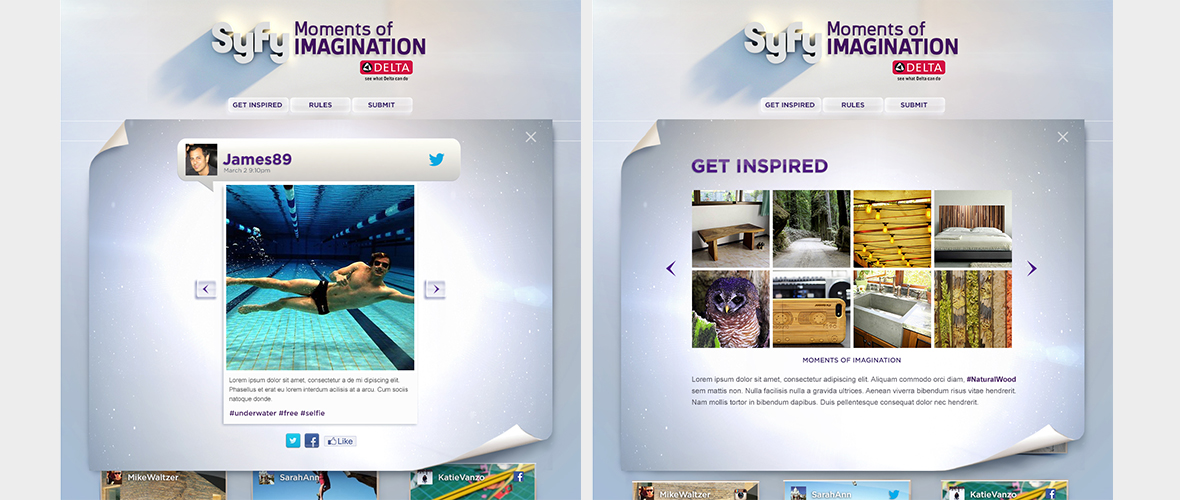 Syfy Moments of
IMAGINATION
DELTA
see what Delta can do
GET INSPIRED RULES SUBMIT
James89
March 2 9:10pm
Lorem ipsum dolor sit amet, consectetur a de mi dipiscing elit.
Phasellus et erat eu lorem interdum acilisis at a arcu. Cum sociis
natoque donate.
#underwater #free #selfie
Like
MikeWaltzer SarahAnn KatieVanzo
Syfy Moments of
IMAGINATION
DELTA
see what Delta can do
GET INSPIRED RULES SUBMIT
GET INSPIRED
MOMENTS OF IMAGINATION
Lorem ipsum dolor sit amet, consectetur adipiscing elit. Aliquam commodo orci diam, #NaturalWood
sem mattis non. Nulla facilisis nulla a gravida ultrices. Aenean viverra bibendum risus vitae hendrerit.
Nam mollis tortor in bibendum dapibus. Duis pellentesque consequat dolor nec hendrerit.
MikeWaltzer SarahAnn KatieVanzo